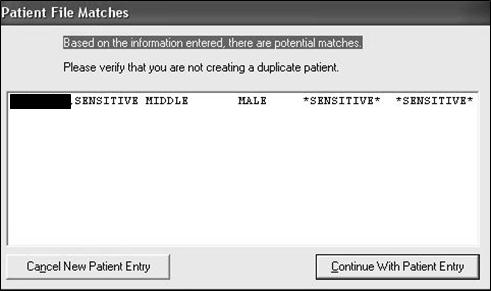 Patient File Matches
Based on the information entered, there are potential matches.
Please verify that you are not creating a duplicate patient.
,SENSITIVE MIDDLE MALE *SENSITIVE* *SENSITIVE*
Cancel New Patient Entry Continue With Patient Entry